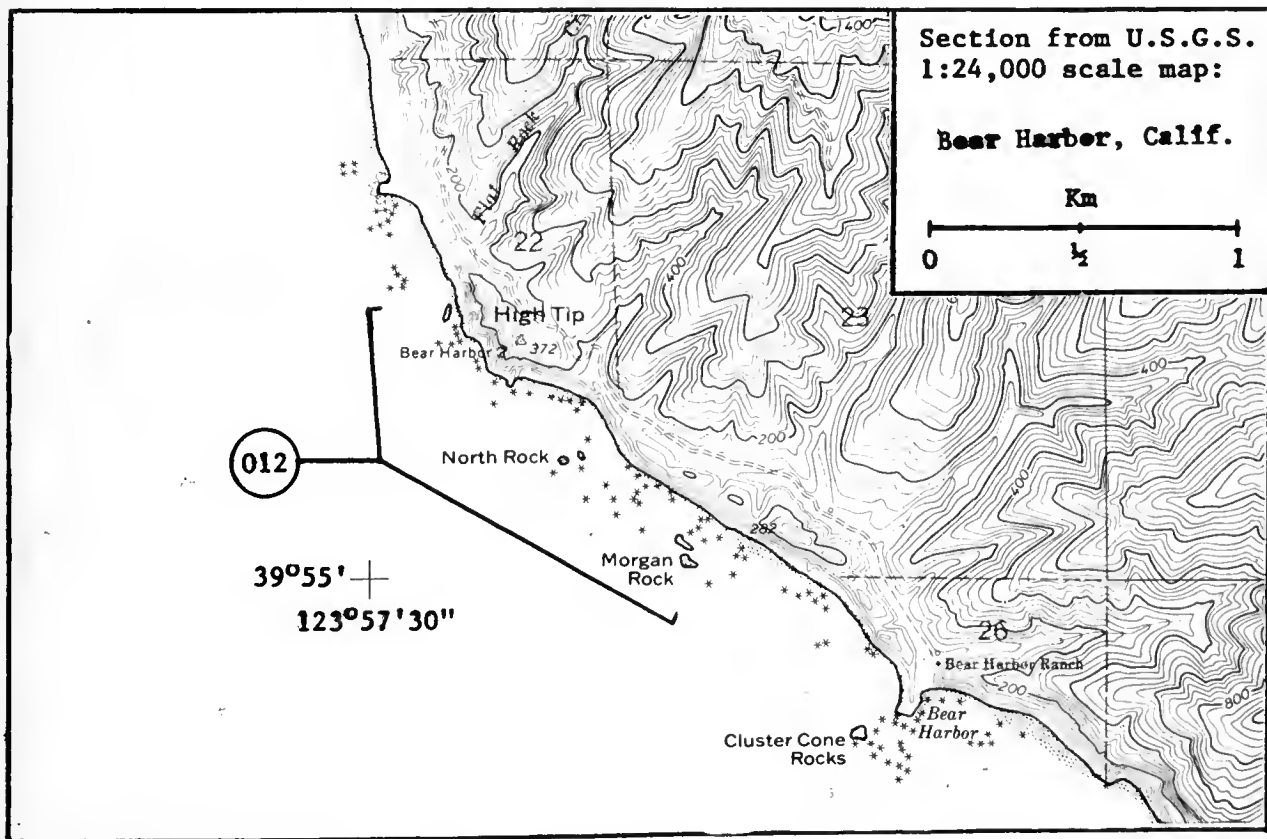 Section from U.S.G.S.
1:24,000 scale map:
Bear Harbor, Calif.
Km
0 ½ 1
400
200
Flat Rock
22
400
High Tip
23
Bear Harbor
372
400
200
400
012
North Rock
282
Morgan
Rock
39°55'
123°57'30"
26
Bear Harbor Ranch
200
800
Bear
Harbor
Cluster Cone
Rocks